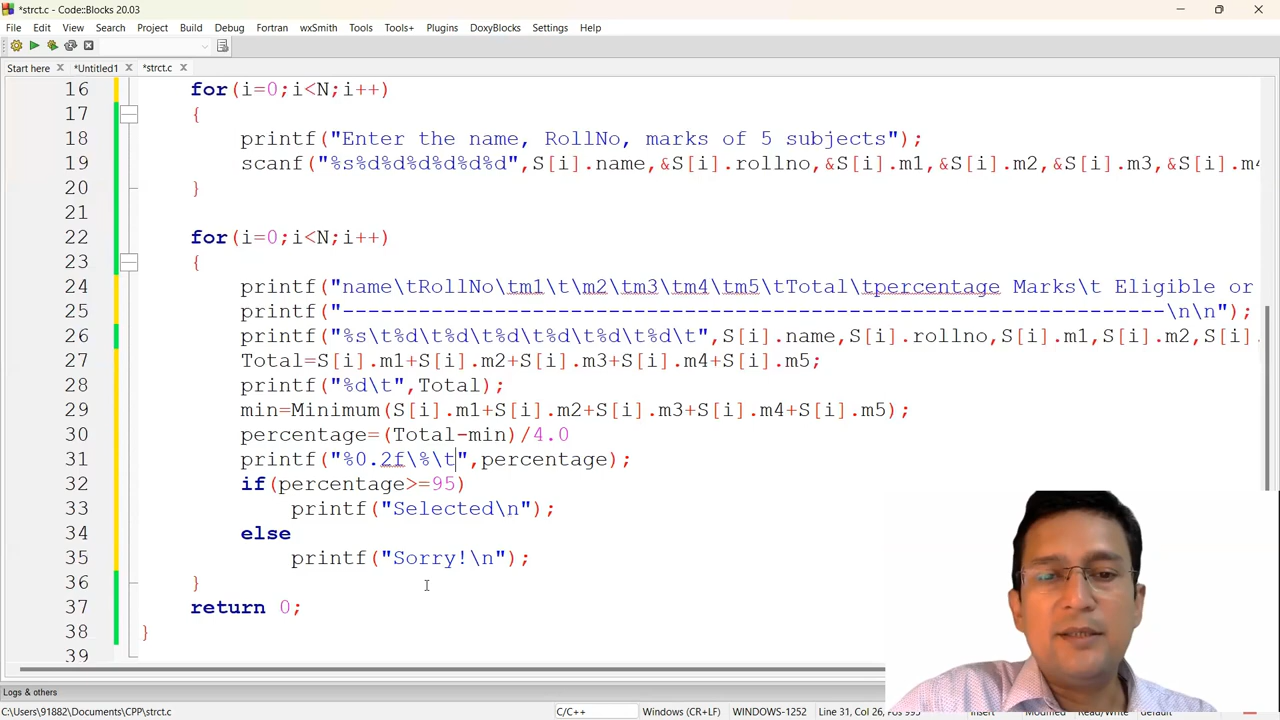 *strct.c - Code::Blocks 20.03
File Edit View Search Project Build Debug Fortran wxSmith Tools Tools+ Plugins DoxyBlocks Settings Help
Start here *Untitled1 *strct.c
16 for(i=0;i<N;i++)
17 {
18 printf("Enter the name, RollNo, marks of 5 subjects");
19 scanf("%s%d%d%d%d%d%d",S[i].name,&S[i].rollno,&S[i].m1,&S[i].m2,&S[i].m3,&S[i].m4
20 }
21
22 for(i=0;i<N;i++)
23 {
24 printf("name\tRollNo\tm1\t\m2\tm3\tm4\tm5\tTotal\tpercentage Marks\t Eligible or
25 printf("-----------------------------------------------------------------\n\n");
26 printf("%s\t%d\t%d\t%d\t%d\t%d\t%d\t",S[i].name,S[i].rollno,S[i].m1,S[i].m2,S[i].
27 Total=S[i].m1+S[i].m2+S[i].m3+S[i].m4+S[i].m5;
28 printf("%d\t",Total);
29 min=Minimum(S[i].m1+S[i].m2+S[i].m3+S[i].m4+S[i].m5);
30 percentage=(Total-min)/4.0
31 printf("%0.2f\%\t",percentage);
32 if(percentage>=95)
33 printf("Selected\n");
34 else
35 printf("Sorry!\n");
36 }
37 return 0;
38 }
39
Logs & others
C:\Users\91882\Documents\CPP\strct.c C/C++ Windows (CR+LF) WINDOWS-1252 Line 31, Col 26, Pos 995 Insert Modified Read/Write default